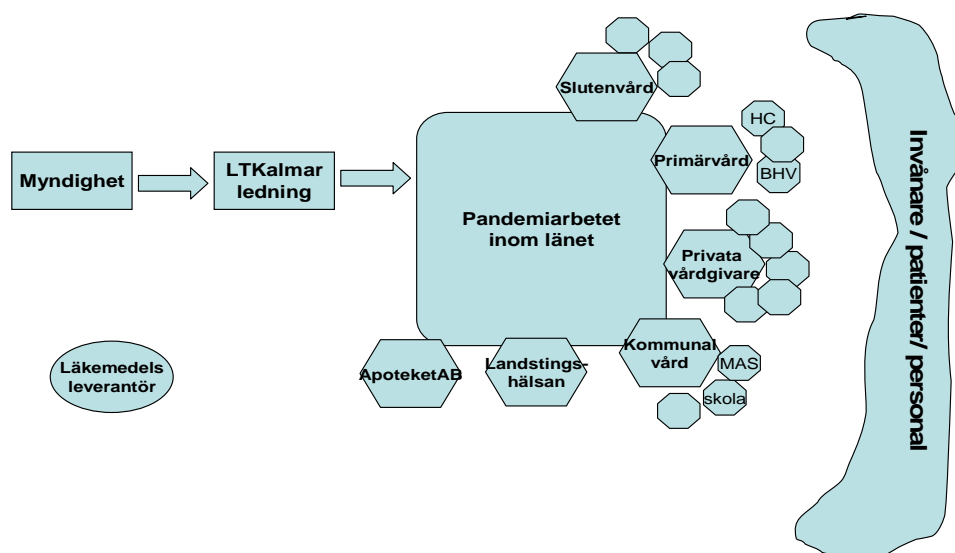 Slutenvård
HC
Primärvård
BHV
Myndighet
LTKalmar
ledning
Pandemiarbetet
inom länet
Privata
vårdgivare
Kommunal
vård
MAS
skola
Landstings-
hälsan
ApoteketAB
Läkemedels
leverantör
Invånare / patienter/ personal